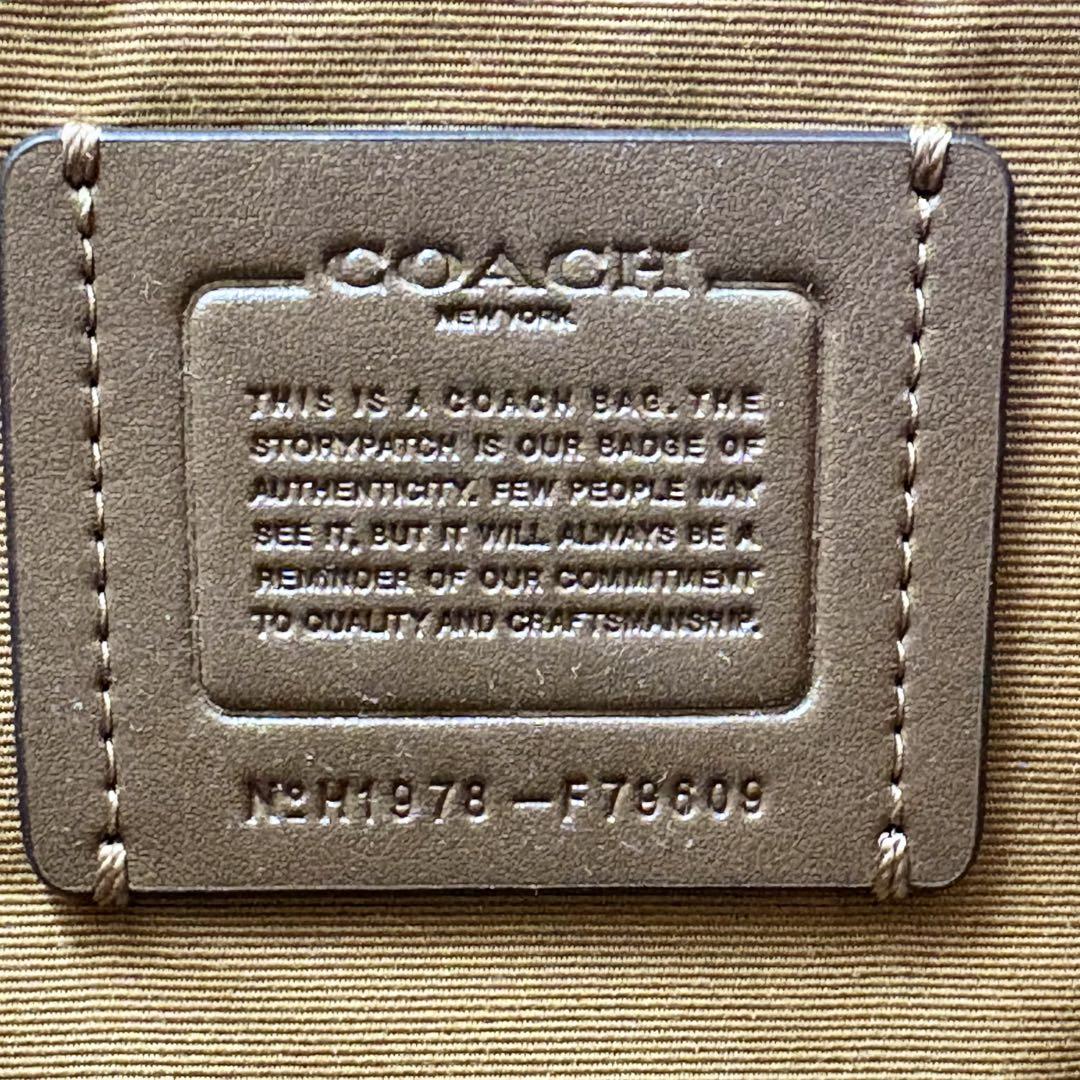 COACH
NEW YORK
THIS IS A COACH BAG. THE
STORYPATCH IS OUR BADGE OF
AUTHENTICITY. FEW PEOPLE MAY
SEE IT, BUT IT WILL ALWAYS BE A
REMINDER OF OUR COMMITMENT
TO QUALITY AND CRAFTSMANSHIP.
№ H1978 – F79609